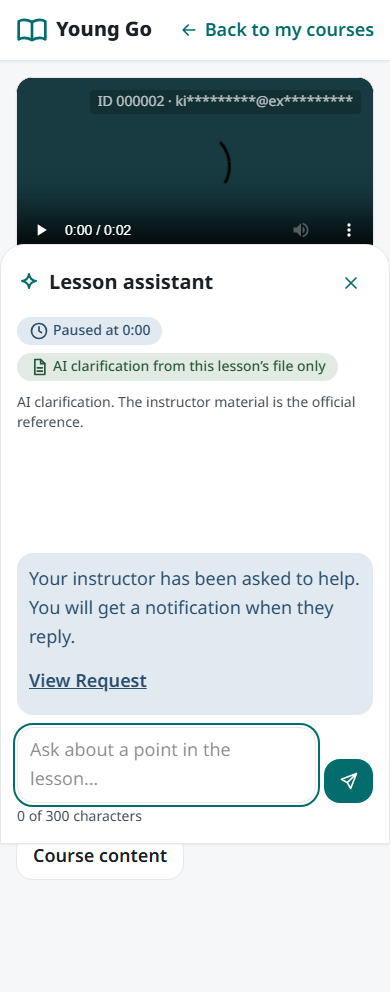 Young Go
← Back to my courses
ID 000002 · ki*********@ex*********
0:00 / 0:02
Lesson assistant
Paused at 0:00
AI clarification from this lesson’s file only
AI clarification. The instructor material is the official
reference.
Your instructor has been asked to help.
You will get a notification when they
reply.
View Request
Ask about a point in the
lesson...
0 of 300 characters
Course content